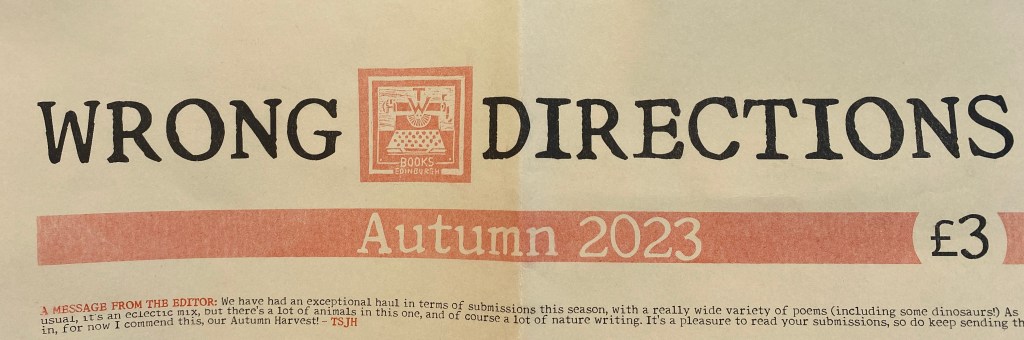 WRONG DIRECTIONS
TW
BOOKS
EDINBURGH
Autumn 2023
£3
A MESSAGE FROM THE EDITOR: We have had an exceptional haul in terms of submissions this season, with a really wide variety of poems (including some dinosaurs!) As
usual, it's an eclectic mix, but there's a lot of animals in this one, and of course a lot of nature writing. It's a pleasure to read your submissions, so do keep sending th
in, for now I commend this, our Autumn Harvest! - TSJH